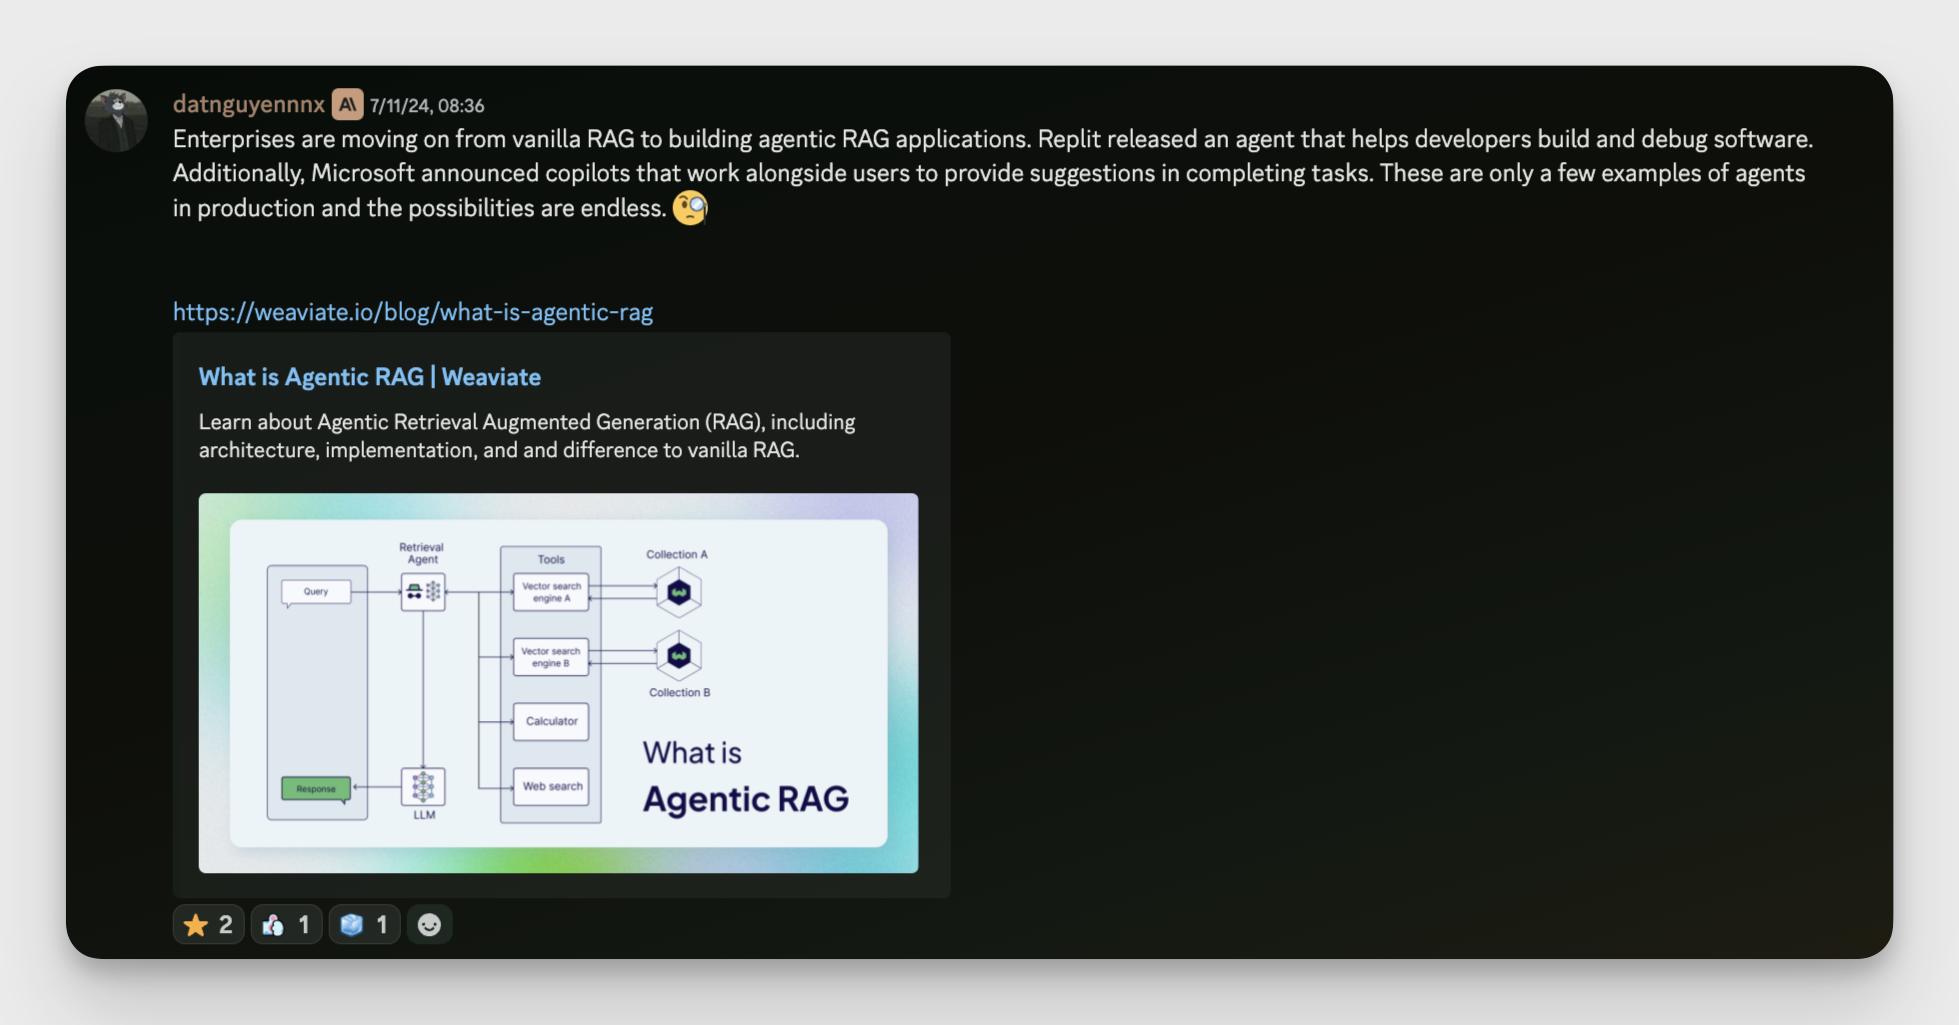 datnguyennnx A\ 7/11/24, 08:36
Enterprises are moving on from vanilla RAG to building agentic RAG applications. Replit released an agent that helps developers build and debug software.
Additionally, Microsoft announced copilots that work alongside users to provide suggestions in completing tasks. These are only a few examples of agents
in production and the possibilities are endless. 🧐
https://weaviate.io/blog/what-is-agentic-rag
What is Agentic RAG | Weaviate
Learn about Agentic Retrieval Augmented Generation (RAG), including
architecture, implementation, and and difference to vanilla RAG.
Retrieval
Agent
Tools
Collection A
Query
Vector search
engine A
Vector search
engine B
Collection B
Calculator
What is
Agentic RAG
Web search
Response
LLM
2
1
1